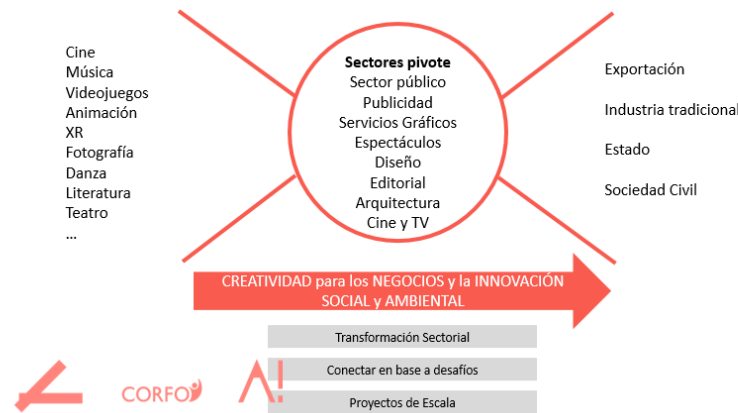 Cine
Música
Videojuegos
Animación
XR
Fotografía
Danza
Literatura
Teatro
...
Sectores pivote
Sector público
Publicidad
Servicios Gráficos
Espectáculos
Diseño
Editorial
Arquitectura
Cine y TV
Exportación
Industria tradicional
Estado
Sociedad Civil
CREATIVIDAD para los NEGOCIOS y la INNOVACIÓN
SOCIAL y AMBIENTAL
Transformación Sectorial
Conectar en base a desafíos
Proyectos de Escala
CORFO